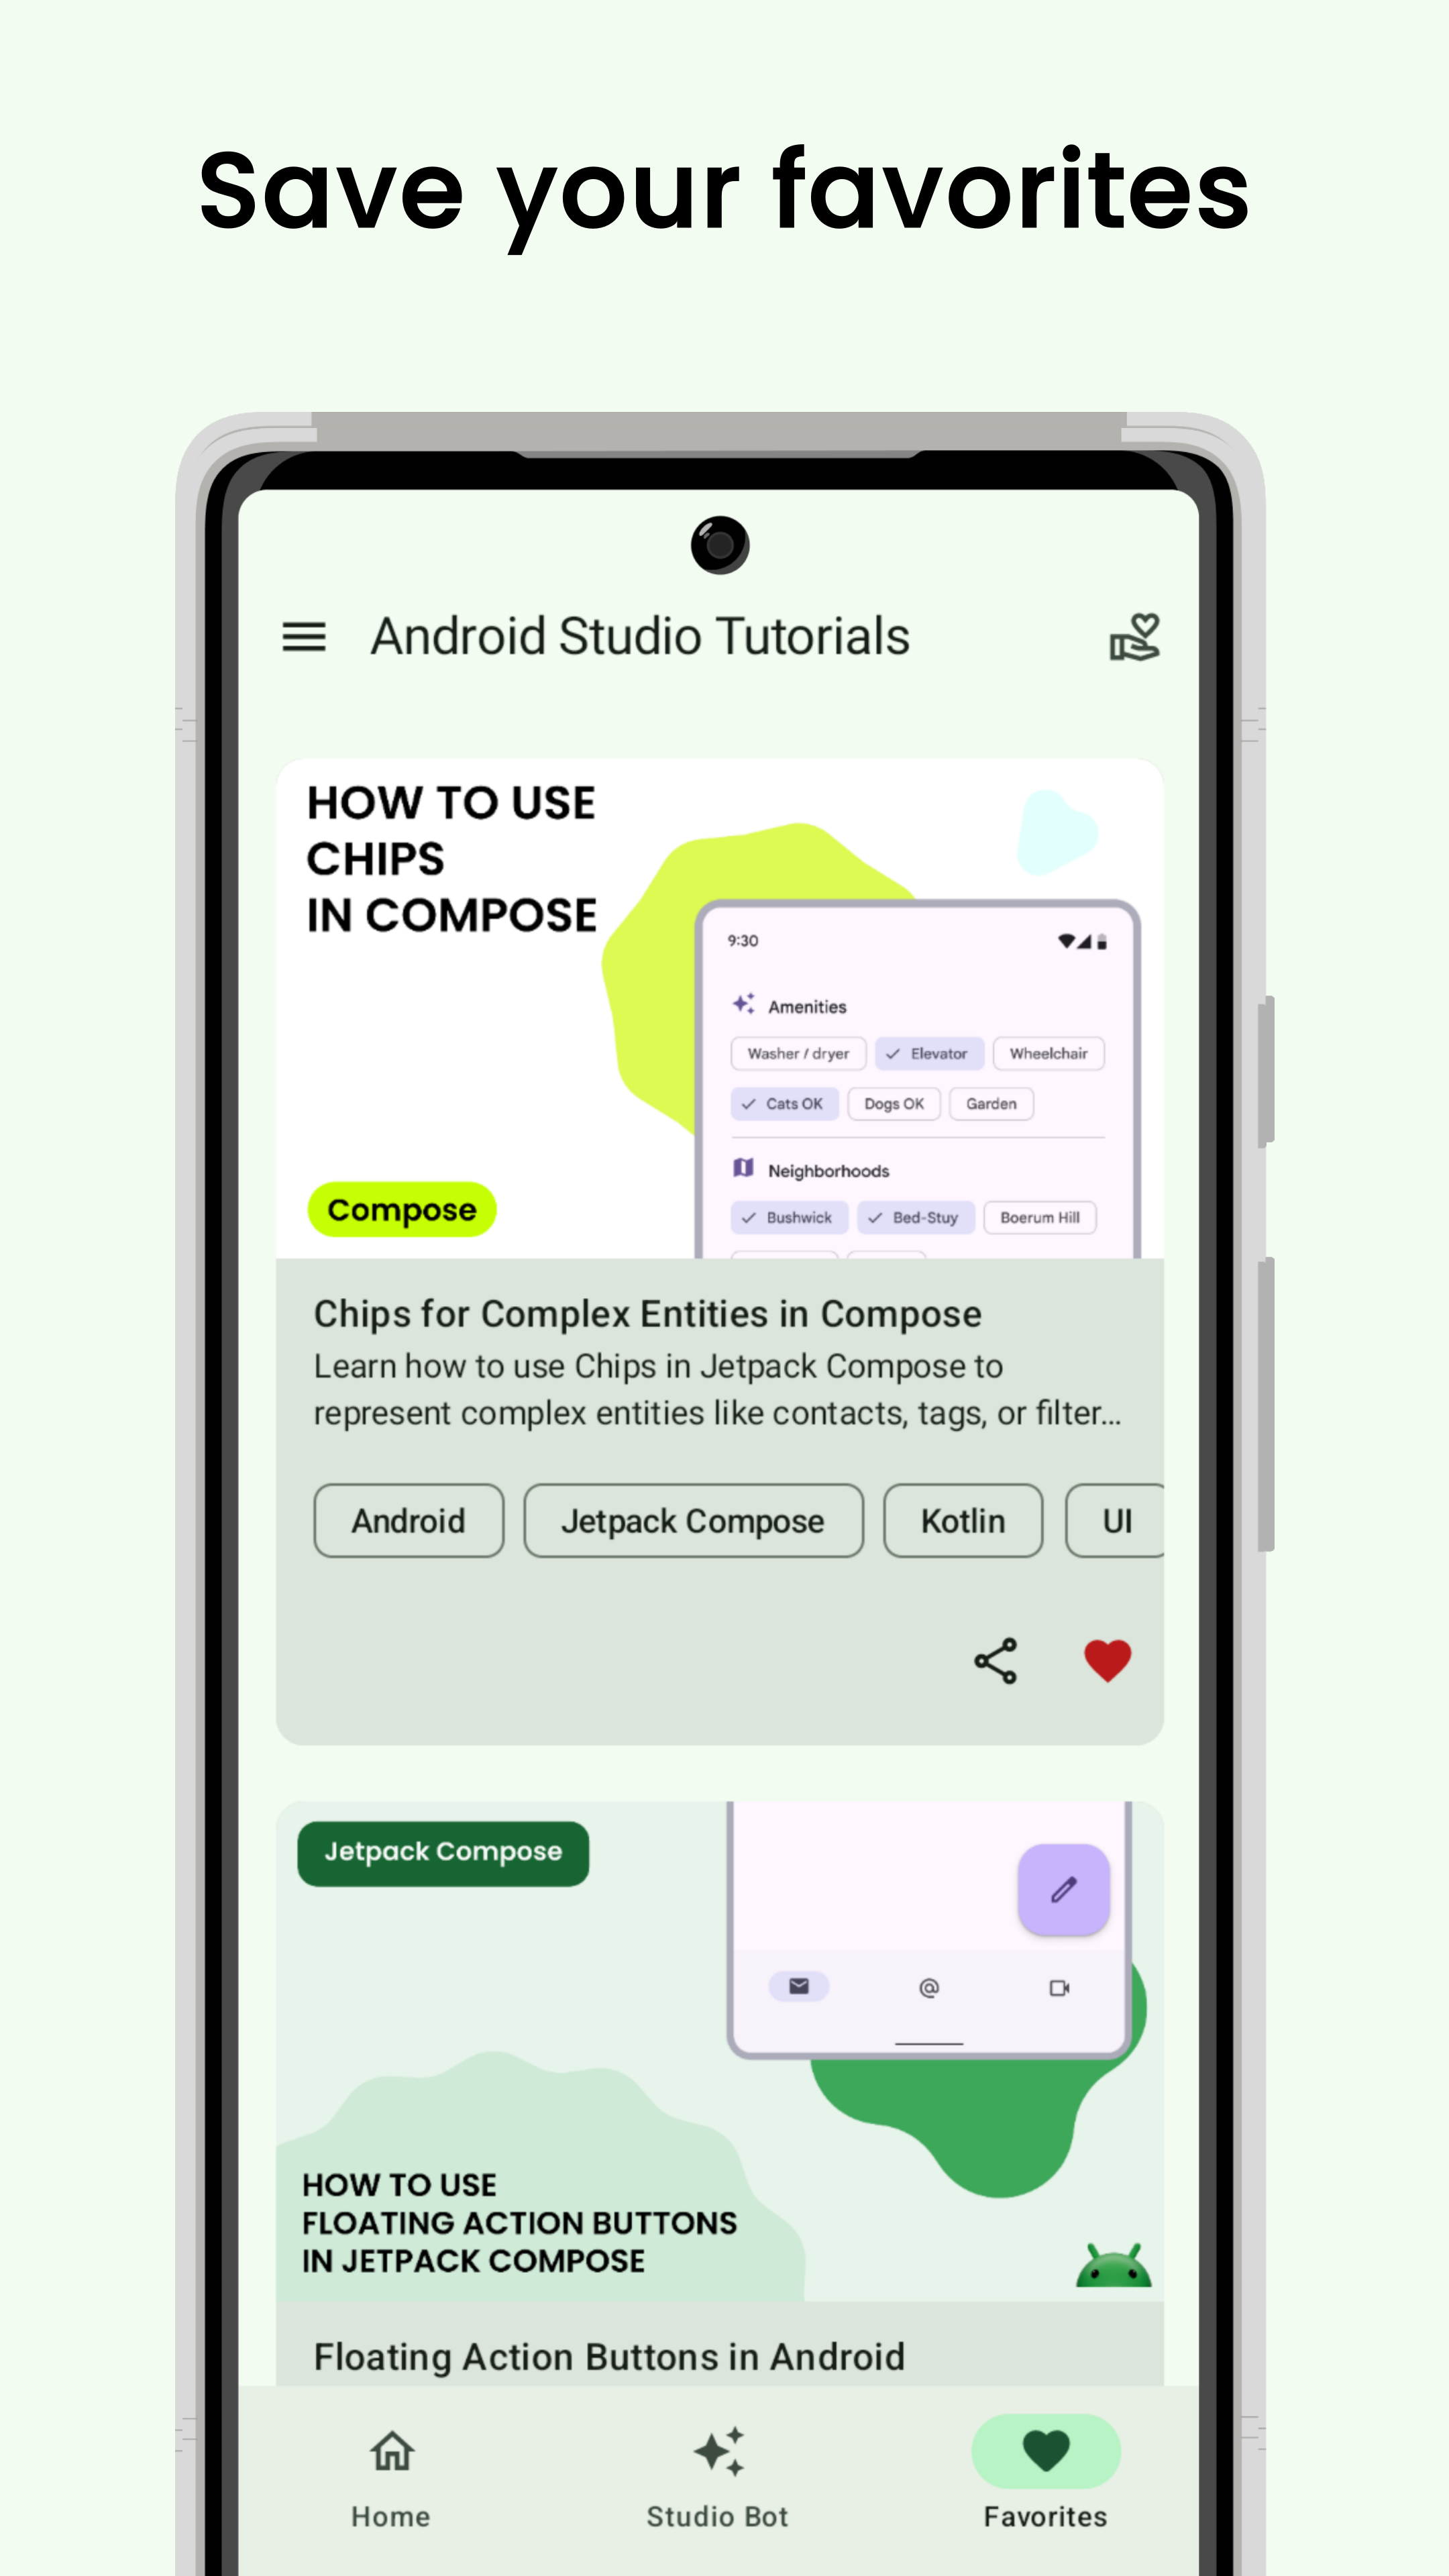 Save your favorites
Android Studio Tutorials
HOW TO USE
CHIPS
IN COMPOSE
9:30
Amenities
Washer / dryer
Elevator
Wheelchair
Cats OK
Dogs OK
Garden
Neighborhoods
Bushwick
Bed-Stuy
Boerum Hill
Compose
Chips for Complex Entities in Compose
Learn how to use Chips in Jetpack Compose to
represent complex entities like contacts, tags, or filter...
Android
Jetpack Compose
Kotlin
UI
Jetpack Compose
HOW TO USE
FLOATING ACTION BUTTONS
IN JETPACK COMPOSE
Floating Action Buttons in Android
Home
Studio Bot
Favorites